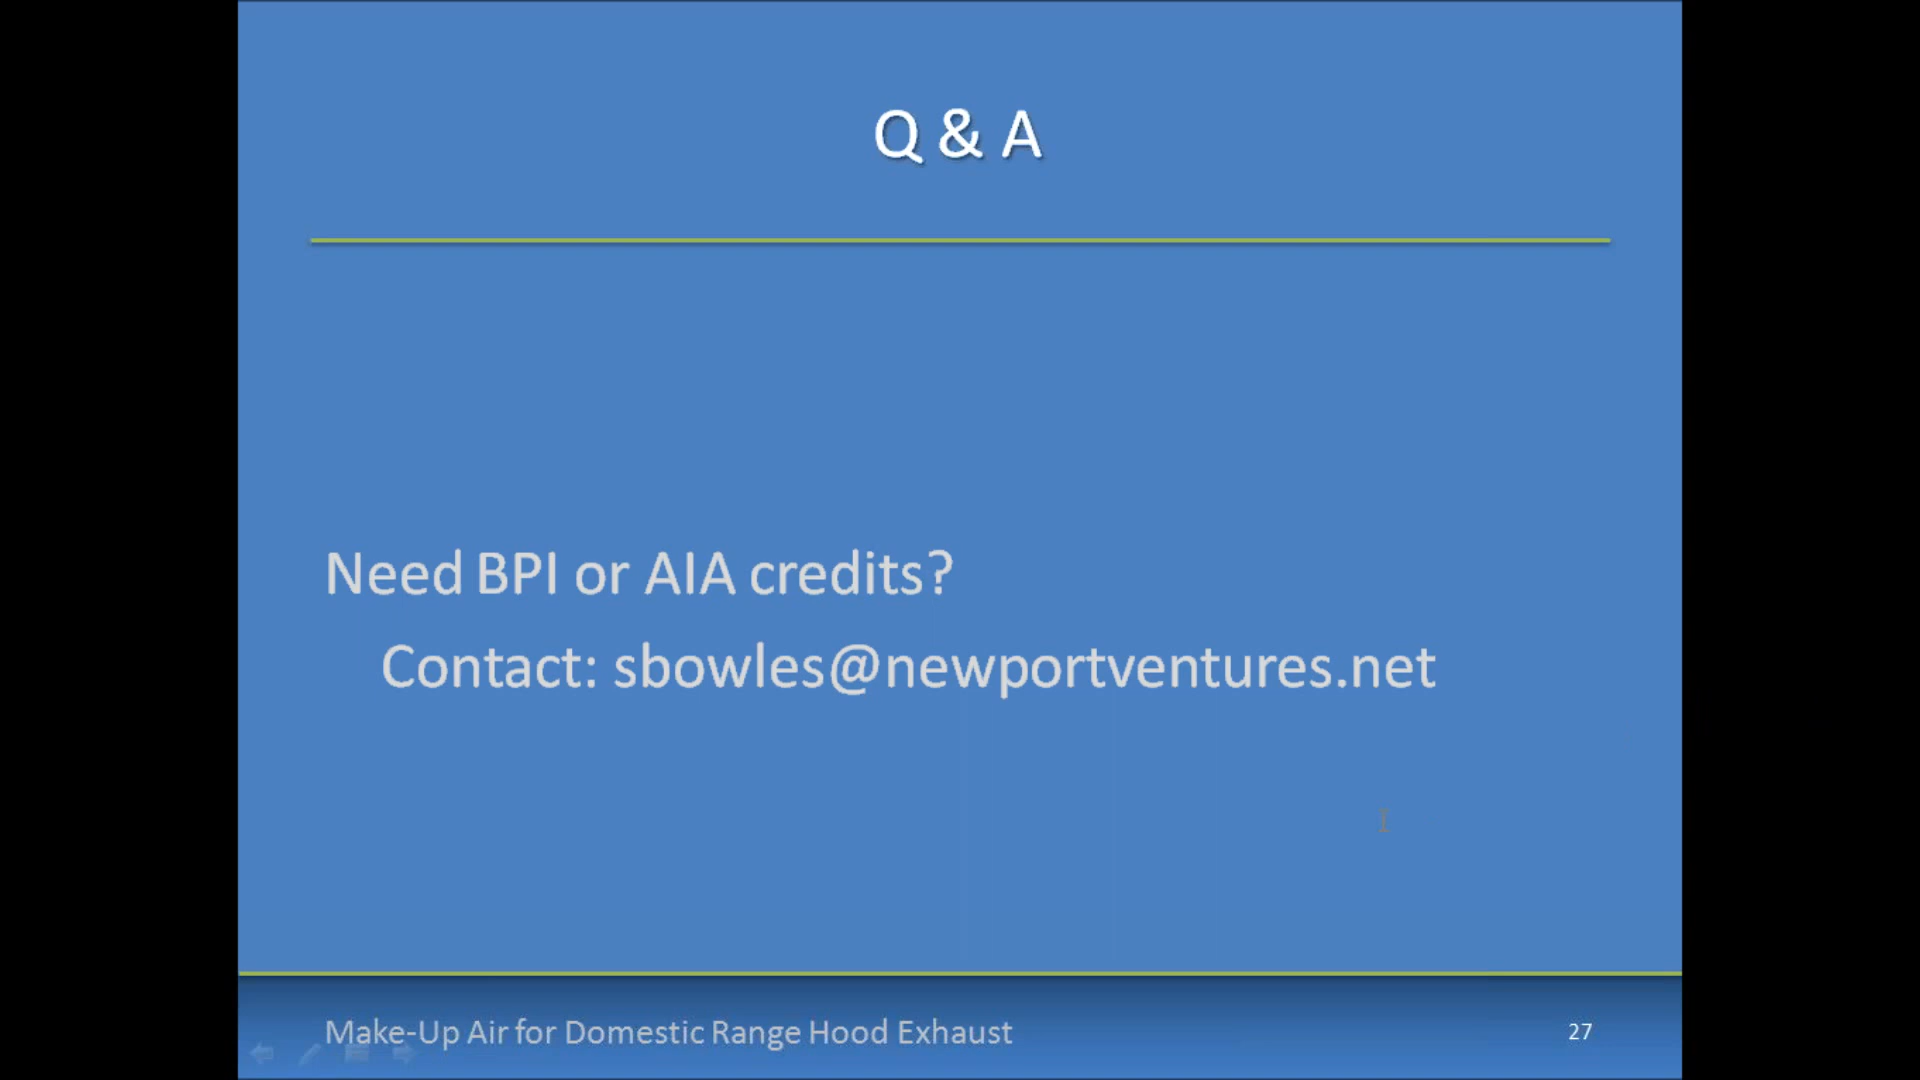 Q & A
Need BPI or AIA credits?
Contact: sbowles@newportventures.net
Make-Up Air for Domestic Range Hood Exhaust
27